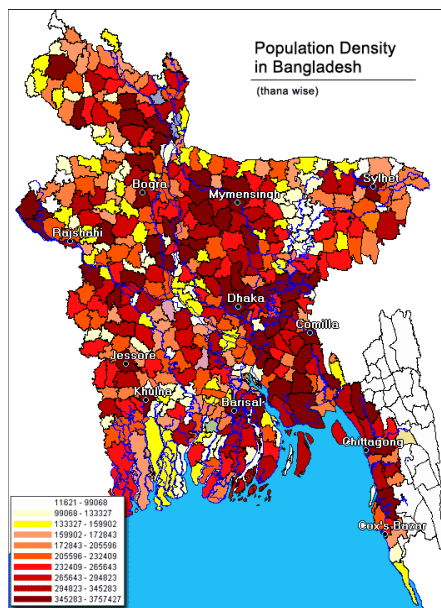 Population Density
in Bangladesh
(thana wise)
Sylhet
Bogra
Mymensingh
Rajshahi
Dhaka
Comilla
Jessore
Khulna
Barisal
Chittagong
Cox's Bazar
11621 - 99068
99068 - 133327
133327 - 159902
159902 - 172843
172843 - 205596
205596 - 232409
232409 - 265643
265643 - 294823
294823 - 345283
345283 - 3757427